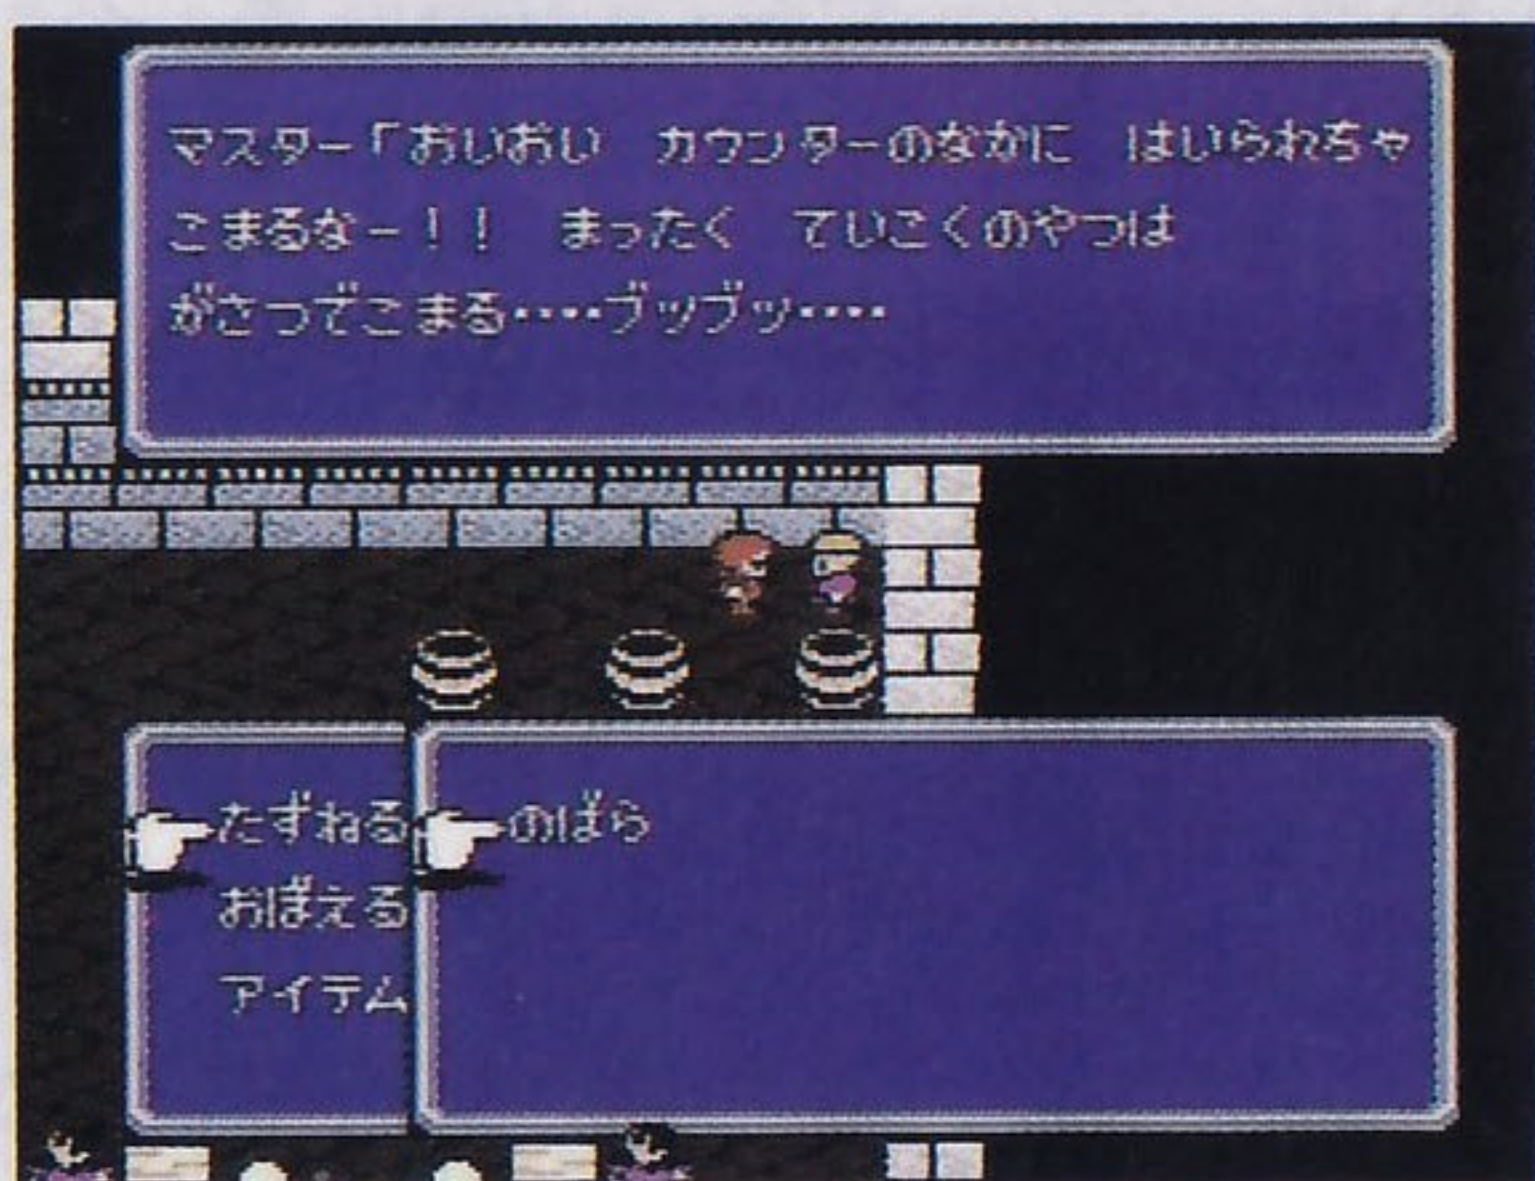 マスター「おいおい　カウンターのなかに　はいられちゃ
こまるなー！！　まったく　ていこくのやつは
がさつでこまる‥‥ブツブツ‥‥
たずねる
おぼえる
アイテム
のばら